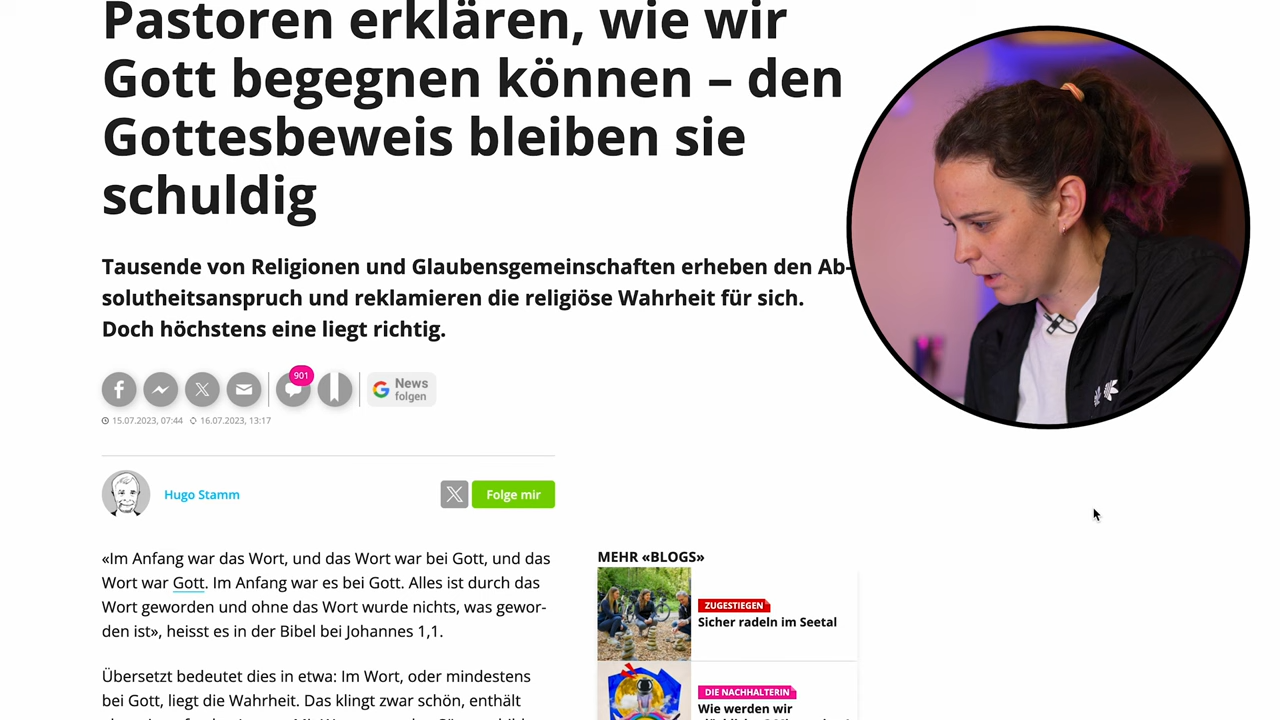 Pastoren erklären, wie wir
Gott begegnen können – den
Gottesbeweis bleiben sie
schuldig
Tausende von Religionen und Glaubensgemeinschaften erheben den Ab-
solutheitsanspruch und reklamieren die religiöse Wahrheit für sich.
Doch höchstens eine liegt richtig.
901
News
folgen
15.07.2023, 07:44 16.07.2023, 13:17
Hugo Stamm
Folge mir
«Im Anfang war das Wort, und das Wort war bei Gott, und das
Wort war Gott. Im Anfang war es bei Gott. Alles ist durch das
Wort geworden und ohne das Wort wurde nichts, was gewor-
den ist», heisst es in der Bibel bei Johannes 1,1.
Übersetzt bedeutet dies in etwa: Im Wort, oder mindestens
bei Gott, liegt die Wahrheit. Das klingt zwar schön, enthält
MEHR «BLOGS»
ZUGESTIEGEN
Sicher radeln im Seetal
DIE NACHHALTERIN
Wie werden wir